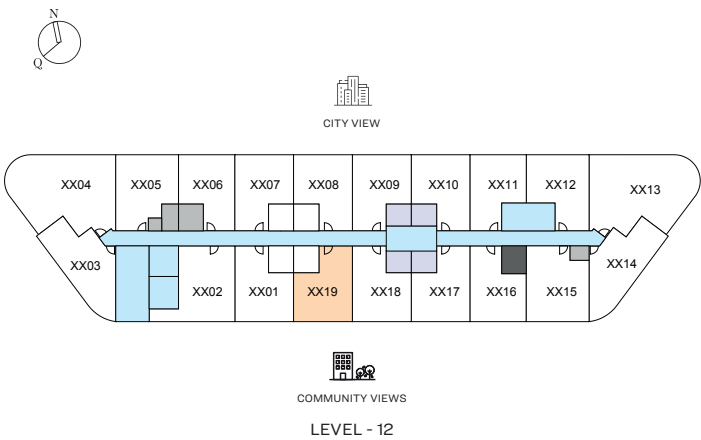 N
Q
CITY VIEW
XX04 XX05 XX06 XX07 XX08 XX09 XX10 XX11 XX12 XX13
XX03 XX02 XX01 XX19 XX18 XX17 XX16 XX15 XX14
COMMUNITY VIEWS
LEVEL - 12